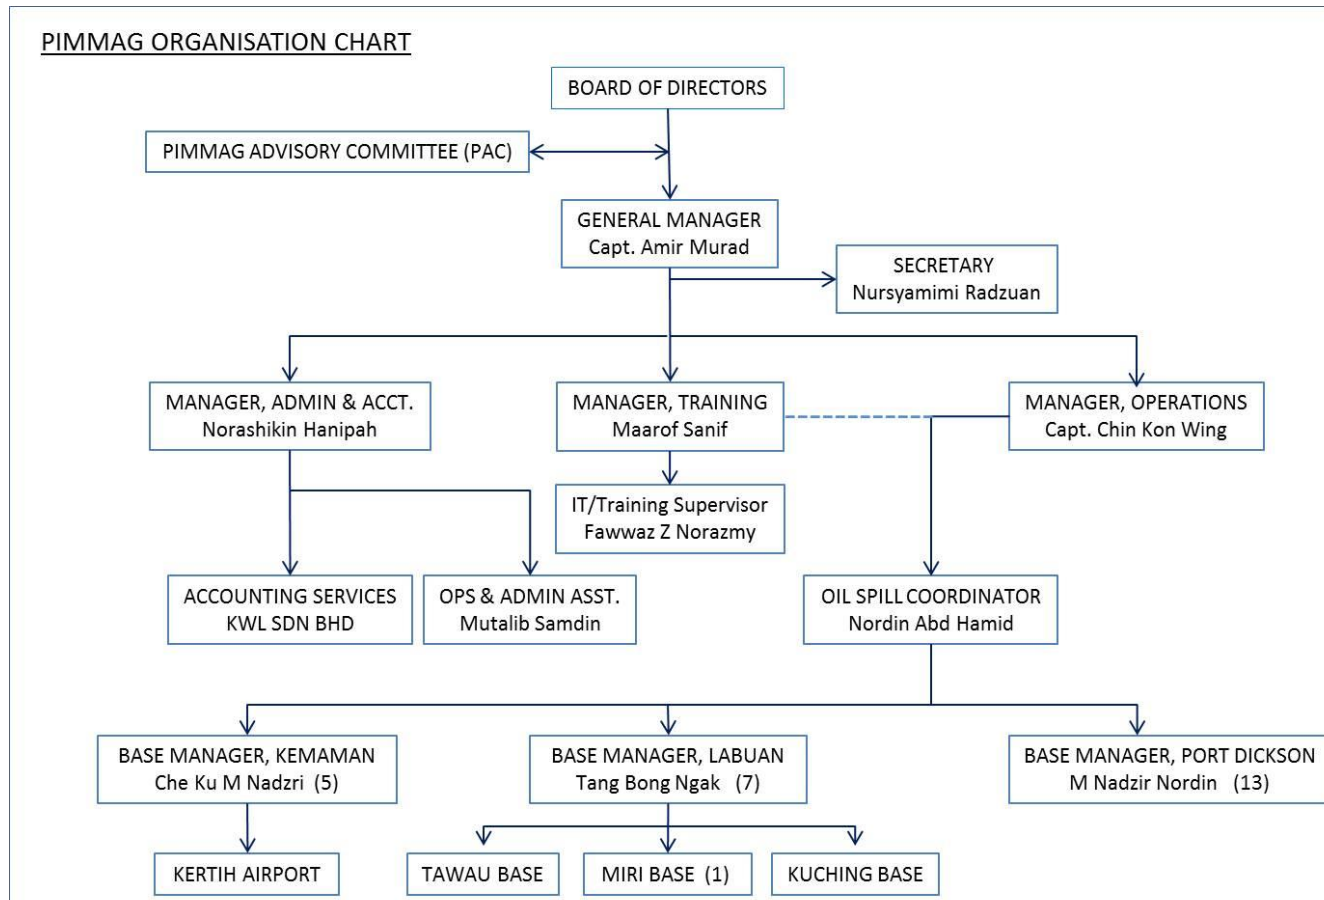 PIMMAG ORGANISATION CHART
BOARD OF DIRECTORS
PIMMAG ADVISORY COMMITTEE (PAC)
GENERAL MANAGER
Capt. Amir Murad
SECRETARY
Nursyamimi Radzuan
MANAGER, ADMIN & ACCT.
Norashikin Hanipah
MANAGER, TRAINING
Maarof Sanif
MANAGER, OPERATIONS
Capt. Chin Kon Wing
IT/Training Supervisor
Fawwaz Z Norazmy
ACCOUNTING SERVICES
KWL SDN BHD
OPS & ADMIN ASST.
Mutalib Samdin
OIL SPILL COORDINATOR
Nordin Abd Hamid
BASE MANAGER, KEMAMAN
Che Ku M Nadzri (5)
BASE MANAGER, LABUAN
Tang Bong Ngak (7)
BASE MANAGER, PORT DICKSON
M Nadzir Nordin (13)
KERTIH AIRPORT
TAWAU BASE
MIRI BASE (1)
KUCHING BASE